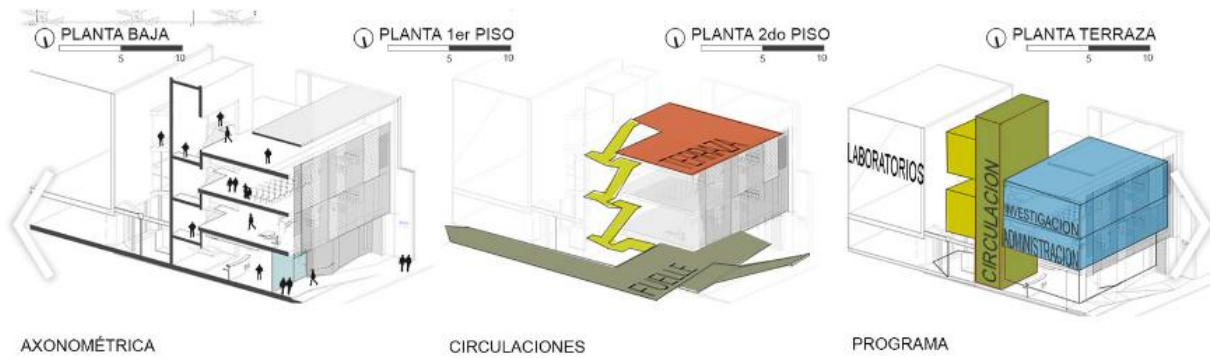 PLANTA BAJA
5 10
PLANTA 1er PISO
5 10
PLANTA 2do PISO
5 10
PLANTA TERRAZA
5 10
TERRAZA
FUELLE
LABORATORIOS
CIRCULACION
INVESTIGACION
ADMINISTRACION
AXONOMÉTRICA
CIRCULACIONES
PROGRAMA